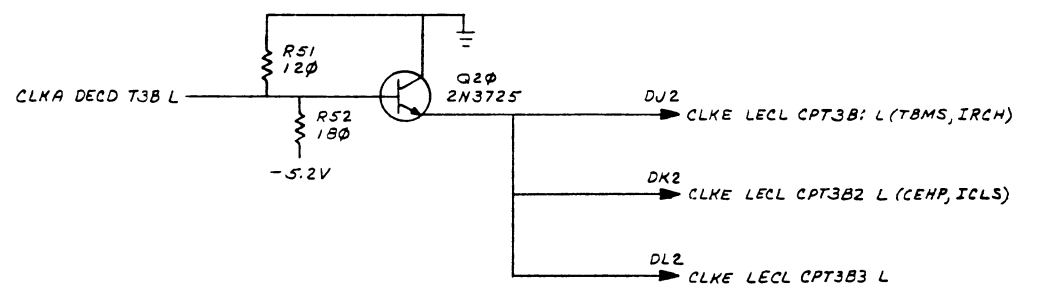 R51
12Ø
Q2Ø
2N3725
CLKA DECD T3B L
R52
18Ø
-5.2V
DJ2
CLKE LECL CPT3B1 L (TBMS, IRCH)
DK2
CLKE LECL CPT3B2 L (CEHP, ICLS)
DL2
CLKE LECL CPT3B3 L